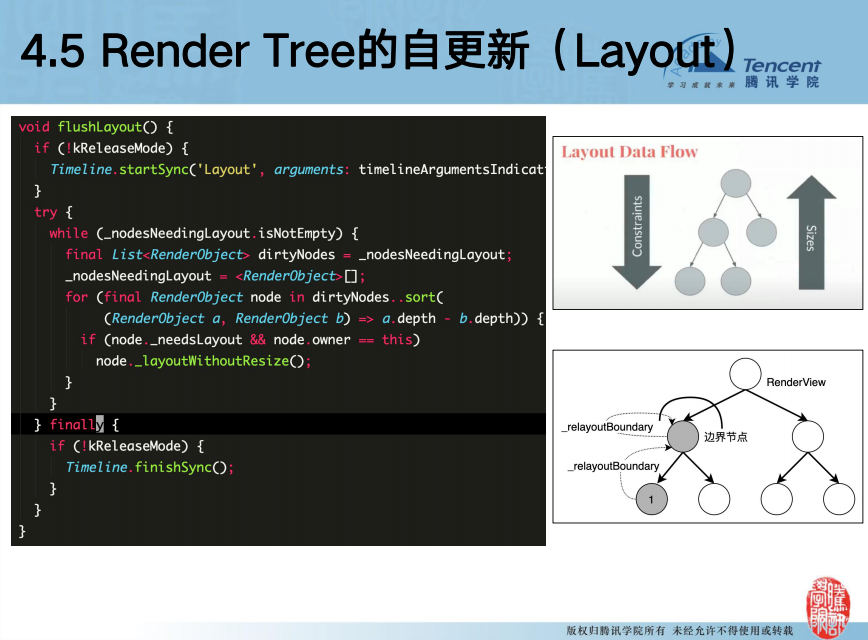 4.5 Render Tree的自更新（Layout）
Tencent
学习成就未来
腾讯学院
void flushLayout() {
if (!kReleaseMode) {
Timeline.startSync('Layout', arguments: timelineArgumentsIndicat
}
try {
while (_nodesNeedingLayout.isNotEmpty) {
final List<RenderObject> dirtyNodes = _nodesNeedingLayout;
_nodesNeedingLayout = <RenderObject>[];
for (final RenderObject node in dirtyNodes..sort(
(RenderObject a, RenderObject b) => a.depth - b.depth)) {
if (node._needsLayout && node.owner == this)
node._layoutWithoutResize();
}
}
} finally {
if (!kReleaseMode) {
Timeline.finishSync();
}
}
}
Layout Data Flow
Constraints
Sizes
RenderView
_relayoutBoundary
边界节点
_relayoutBoundary
1
版权归腾讯学院所有 未经允许不得使用或转载
腾讯学院